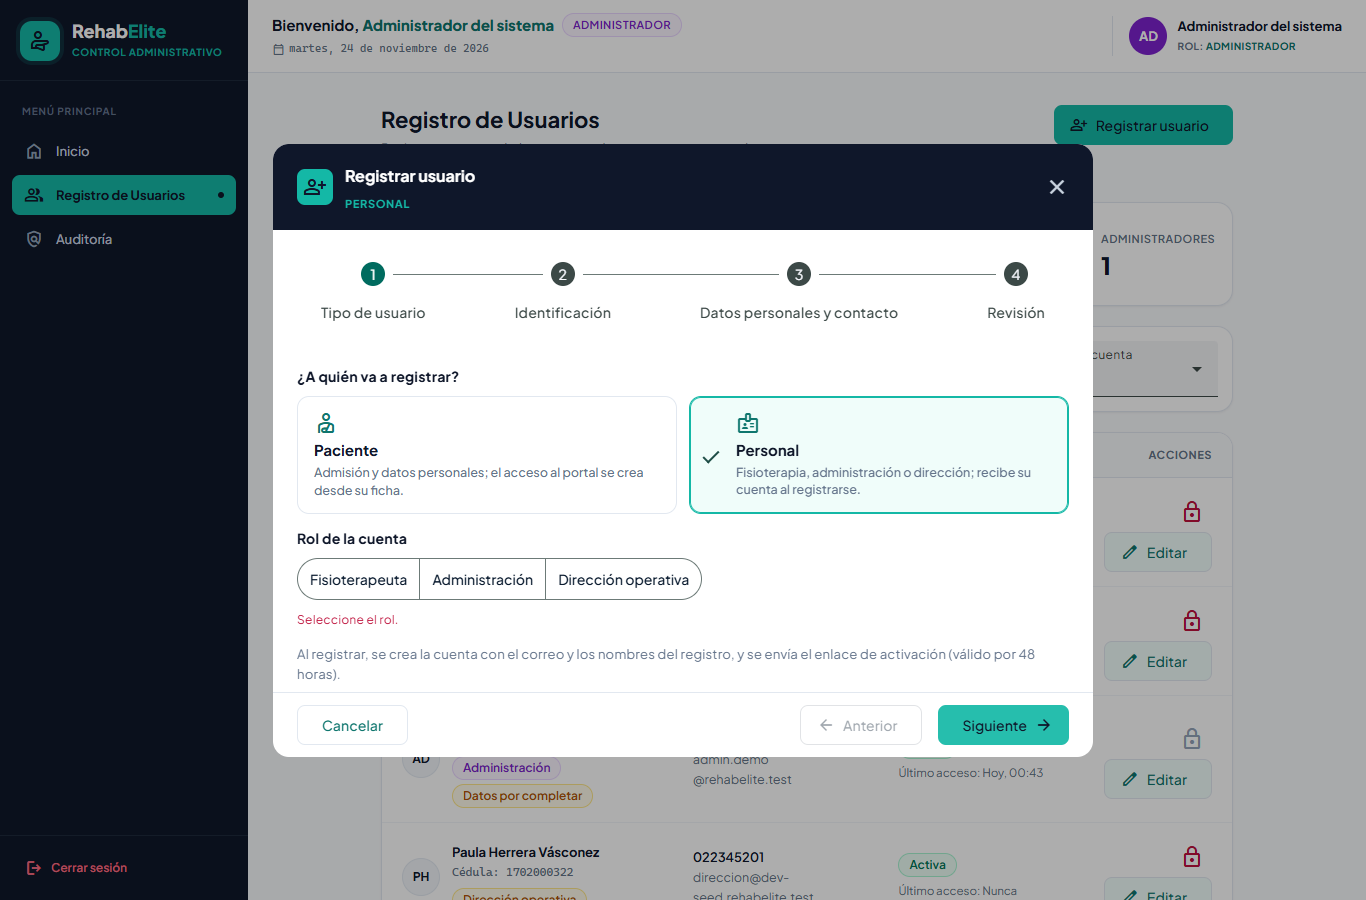 RehabElite
CONTROL ADMINISTRATIVO
MENÚ PRINCIPAL
Inicio
Registro de Usuarios
Auditoría
Cerrar sesión
Bienvenido, Administrador del sistema ADMINISTRADOR
martes, 24 de noviembre de 2026
AD
Administrador del sistema
ROL: ADMINISTRADOR
Registro de Usuarios
Registrar usuario
ADMINISTRADORES
1
cuenta
ACCIONES
Editar
Editar
Registrar usuario
PERSONAL
1 2 3 4
Tipo de usuario Identificación Datos personales y contacto Revisión
¿A quién va a registrar?
Paciente
Admisión y datos personales; el acceso al portal se crea
desde su ficha.
Personal
Fisioterapia, administración o dirección; recibe su
cuenta al registrarse.
Rol de la cuenta
Fisioterapeuta Administración Dirección operativa
Seleccione el rol.
Al registrar, se crea la cuenta con el correo y los nombres del registro, y se envía el enlace de activación (válido por 48
horas).
Cancelar Anterior Siguiente
AD
Administración
Datos por completar
admin.demo
@rehabelite.test
Último acceso: Hoy, 00:43
Editar
PH
Paula Herrera Vásconez
Cédula: 1702000322
Dirección operativa
022345201
direccion@dev-
seed.rehabelite.test
Activa
Último acceso: Nunca
Editar